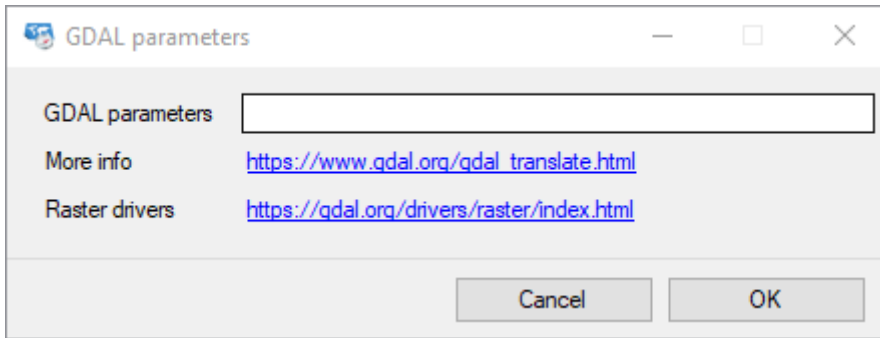 GDAL parameters
GDAL parameters
More info https://www.gdal.org/gdal_translate.html
Raster drivers https://gdal.org/drivers/raster/index.html
Cancel OK